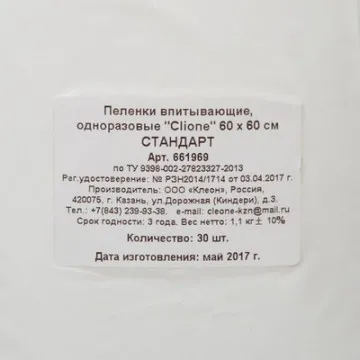 Пеленки впитывающие,
одноразовые "Clione" 60 х 60 см
СТАНДАРТ
Арт. 661969
по ТУ 9398-002-27823327-2013
Рег.удостоверение: № РЗН2014/1714 от 03.04.2017 г.
Производитель: ООО «Клеон», Россия,
420075, г. Казань, ул.Дорожная (Киндери), д.3.
Тел.: +7(843) 239-93-39. e-mail: cleone-kzn@mail.ru
Срок годности: 3 года. Вес нетто: 1,1 кг± 10%
Количество: 30 шт.
Дата изготовления: май 2017 г.